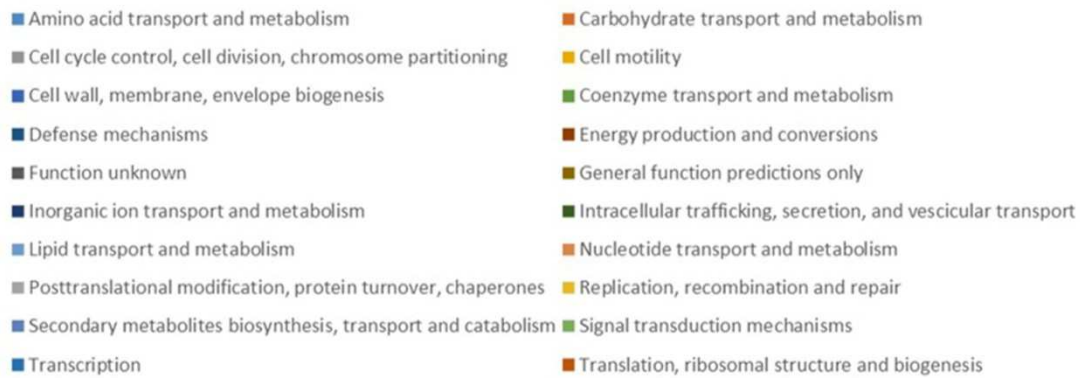 Amino acid transport and metabolism
Carbohydrate transport and metabolism
Cell cycle control, cell division, chromosome partitioning
Cell motility
Cell wall, membrane, envelope biogenesis
Coenzyme transport and metabolism
Defense mechanisms
Energy production and conversions
Function unknown
General function predictions only
Inorganic ion transport and metabolism
Intracellular trafficking, secretion, and vescicular transport
Lipid transport and metabolism
Nucleotide transport and metabolism
Posttranslational modification, protein turnover, chaperones
Replication, recombination and repair
Secondary metabolites biosynthesis, transport and catabolism
Signal transduction mechanisms
Transcription
Translation, ribosomal structure and biogenesis